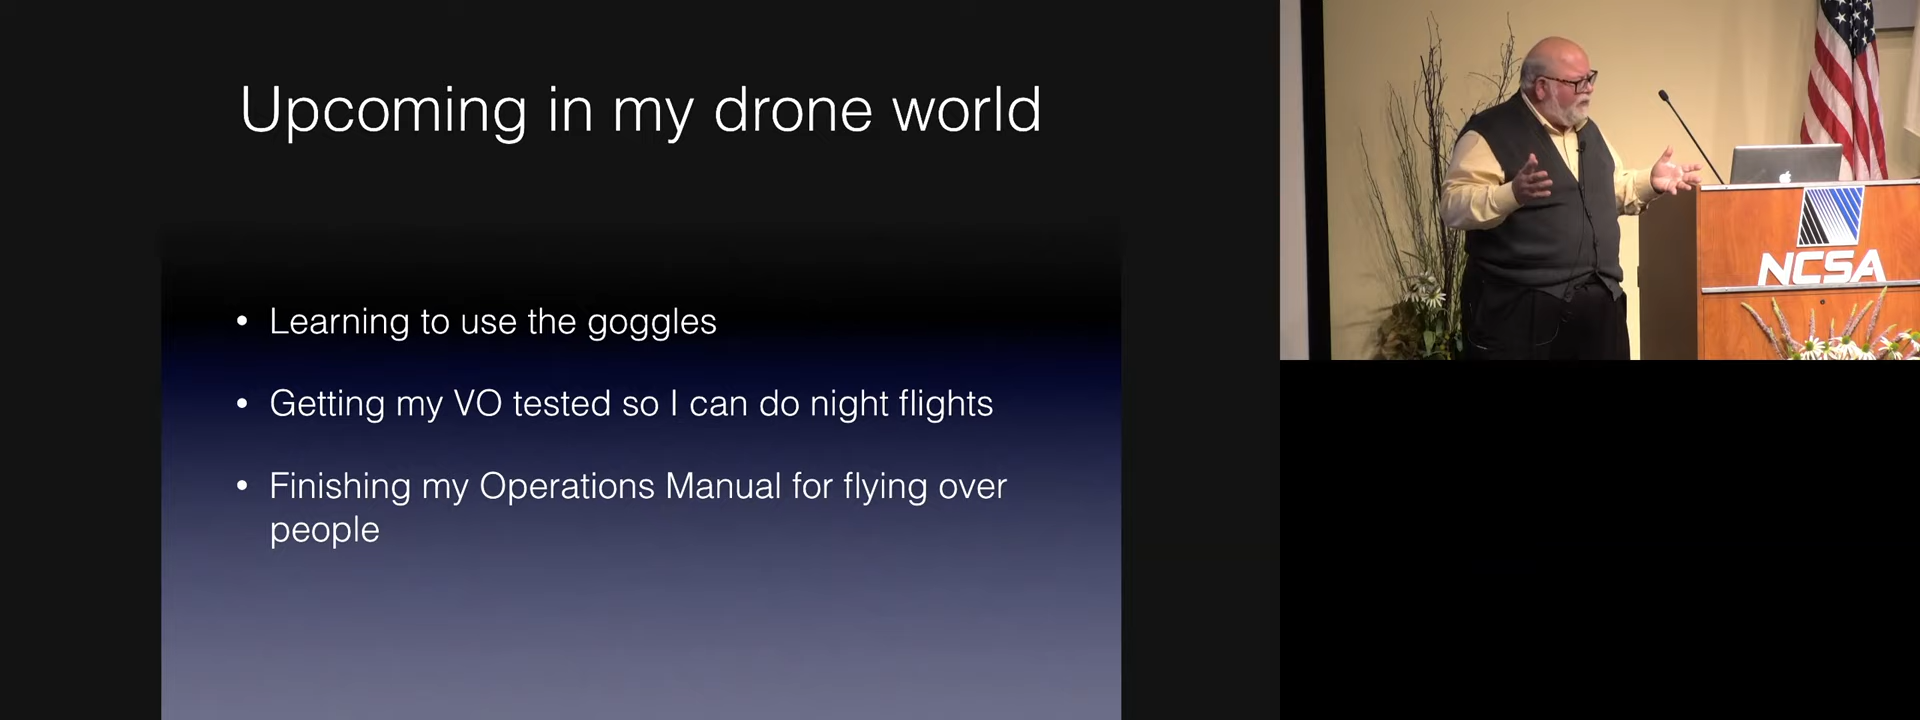 Upcoming in my drone world
• Learning to use the goggles
• Getting my VO tested so I can do night flights
• Finishing my Operations Manual for flying over
people
NCSA